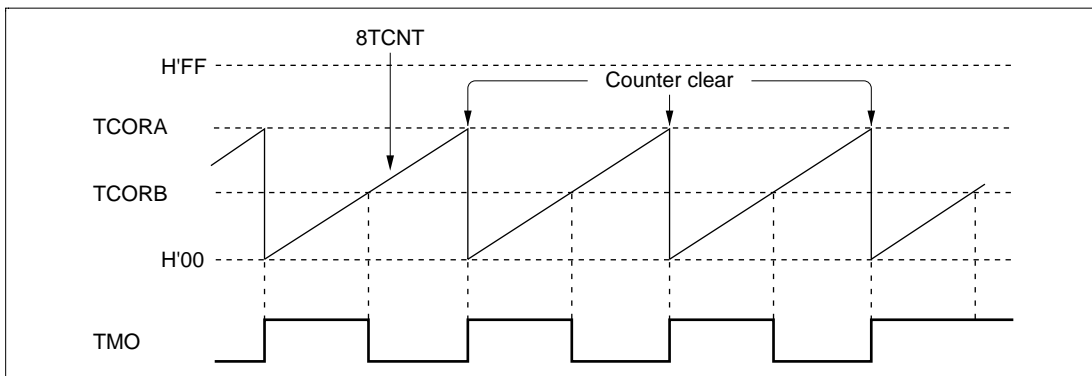 8TCNT
H'FF
Counter clear
TCORA
TCORB
H'00
TMO